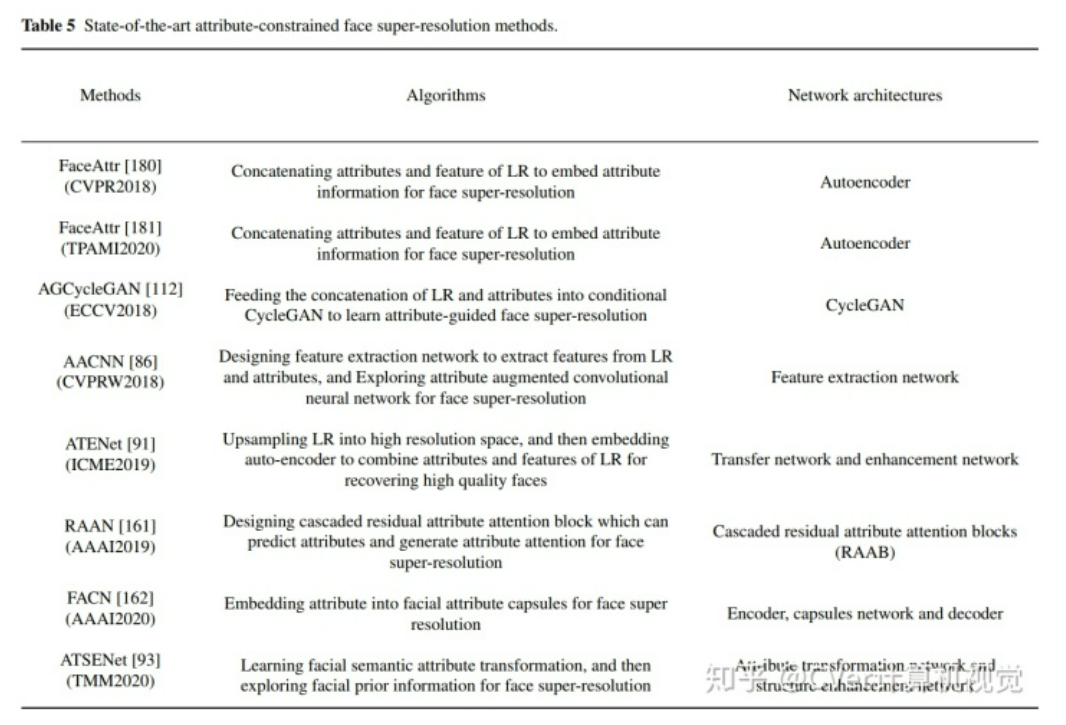 Table 5 State-of-the-art attribute-constrained face super-resolution methods.
Methods Algorithms Network architectures
FaceAttr [180]
(CVPR2018)
Concatenating attributes and feature of LR to embed attribute
information for face super-resolution
Autoencoder
FaceAttr [181]
(TPAMI2020)
Concatenating attributes and feature of LR to embed attribute
information for face super-resolution
Autoencoder
AGCycleGAN [112]
(ECCV2018)
Feeding the concatenation of LR and attributes into conditional
CycleGAN to learn attribute-guided face super-resolution
CycleGAN
AACNN [86]
(CVPRW2018)
Designing feature extraction network to extract features from LR
and attributes, and Exploring attribute augmented convolutional
neural network for face super-resolution
Feature extraction network
ATENet [91]
(ICME2019)
Upsampling LR into high resolution space, and then embedding
auto-encoder to combine attributes and features of LR for
recovering high quality faces
Transfer network and enhancement network
RAAN [161]
(AAAI2019)
Designing cascaded residual attribute attention block which can
predict attributes and generate attribute attention for face
super-resolution
Cascaded residual attribute attention blocks
(RAAB)
FACN [162]
(AAAI2020)
Embedding attribute into facial attribute capsules for face super
resolution
Encoder, capsules network and decoder
ATSENet [93]
(TMM2020)
Learning facial semantic attribute transformation, and then
exploring facial prior information for face super-resolution
Attribute transformation network and
structure enhancement network
知乎 @CVer计算机视觉